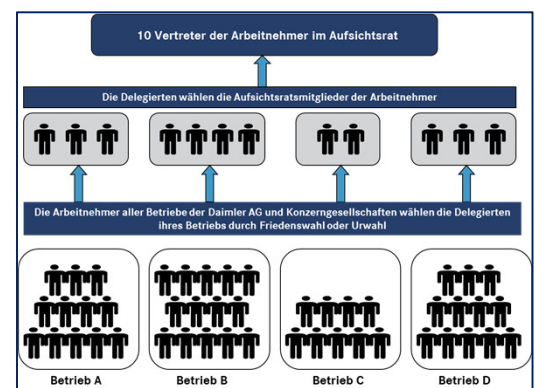 10 Vertreter der Arbeitnehmer im Aufsichtsrat
Die Delegierten wählen die Aufsichtsratsmitglieder der Arbeitnehmer
Die Arbeitnehmer aller Betriebe der Daimler AG und Konzerngesellschaften wählen die Delegierten
ihres Betriebs durch Friedenswahl oder Urwahl
Betrieb A
Betrieb B
Betrieb C
Betrieb D